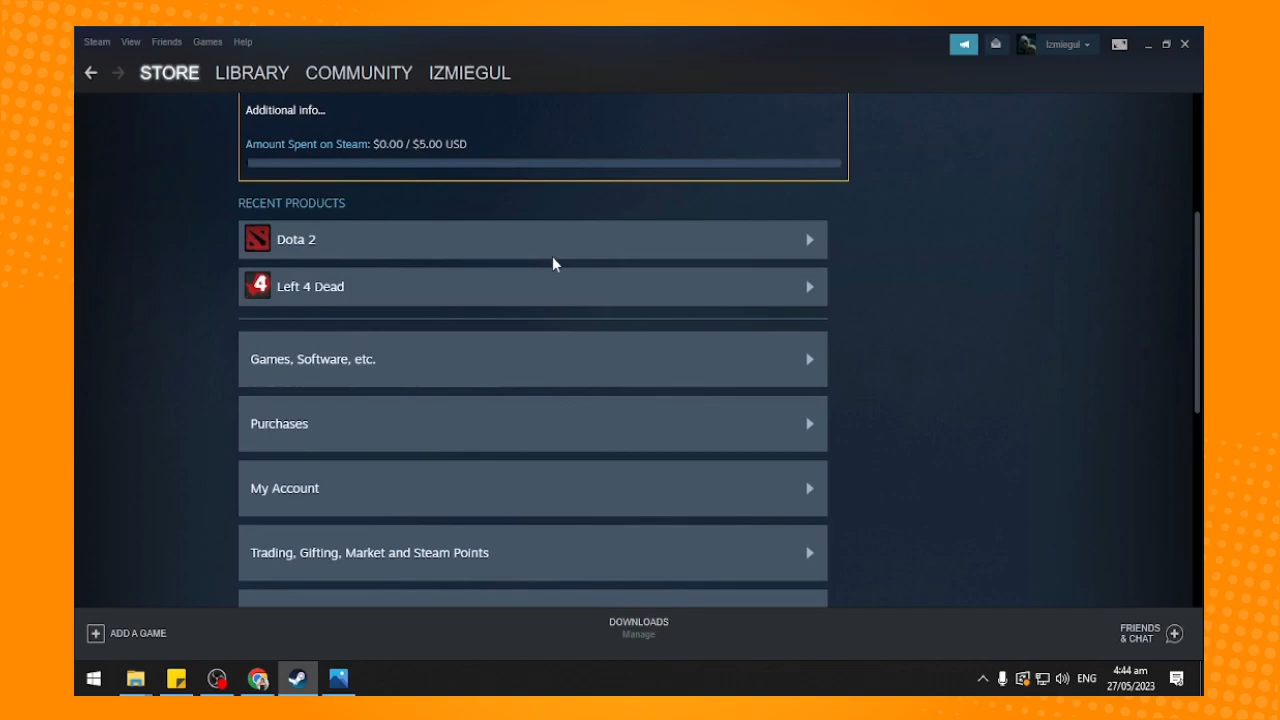 Steam View Friends Games Help
Izmiegul
STORE LIBRARY COMMUNITY IZMIEGUL
Additional info...
Amount Spent on Steam: $0.00 / $5.00 USD
RECENT PRODUCTS
Dota 2
4 Left 4 Dead
Games, Software, etc.
Purchases
My Account
Trading, Gifting, Market and Steam Points
ADD A GAME
DOWNLOADS
Manage
FRIENDS
& CHAT
ENG
4:44 am
27/05/2023